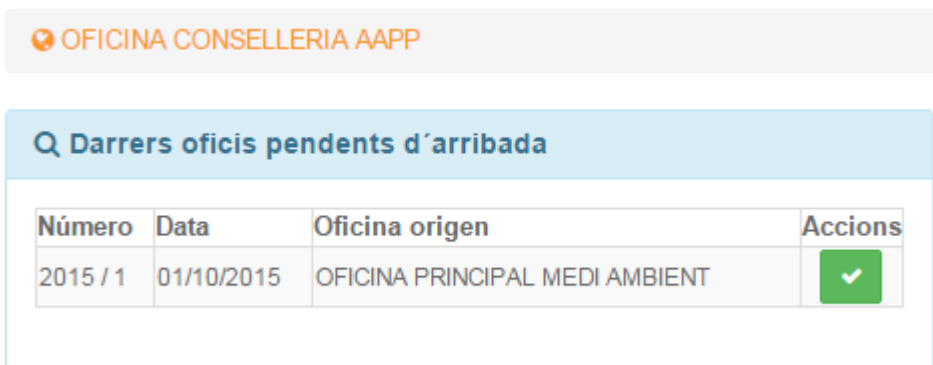 OFICINA CONSELLERIA AAPP
Darrers oficis pendents d´arribada
Número Data Oficina origen Accions
2015 / 1 01/10/2015 OFICINA PRINCIPAL MEDI AMBIENT